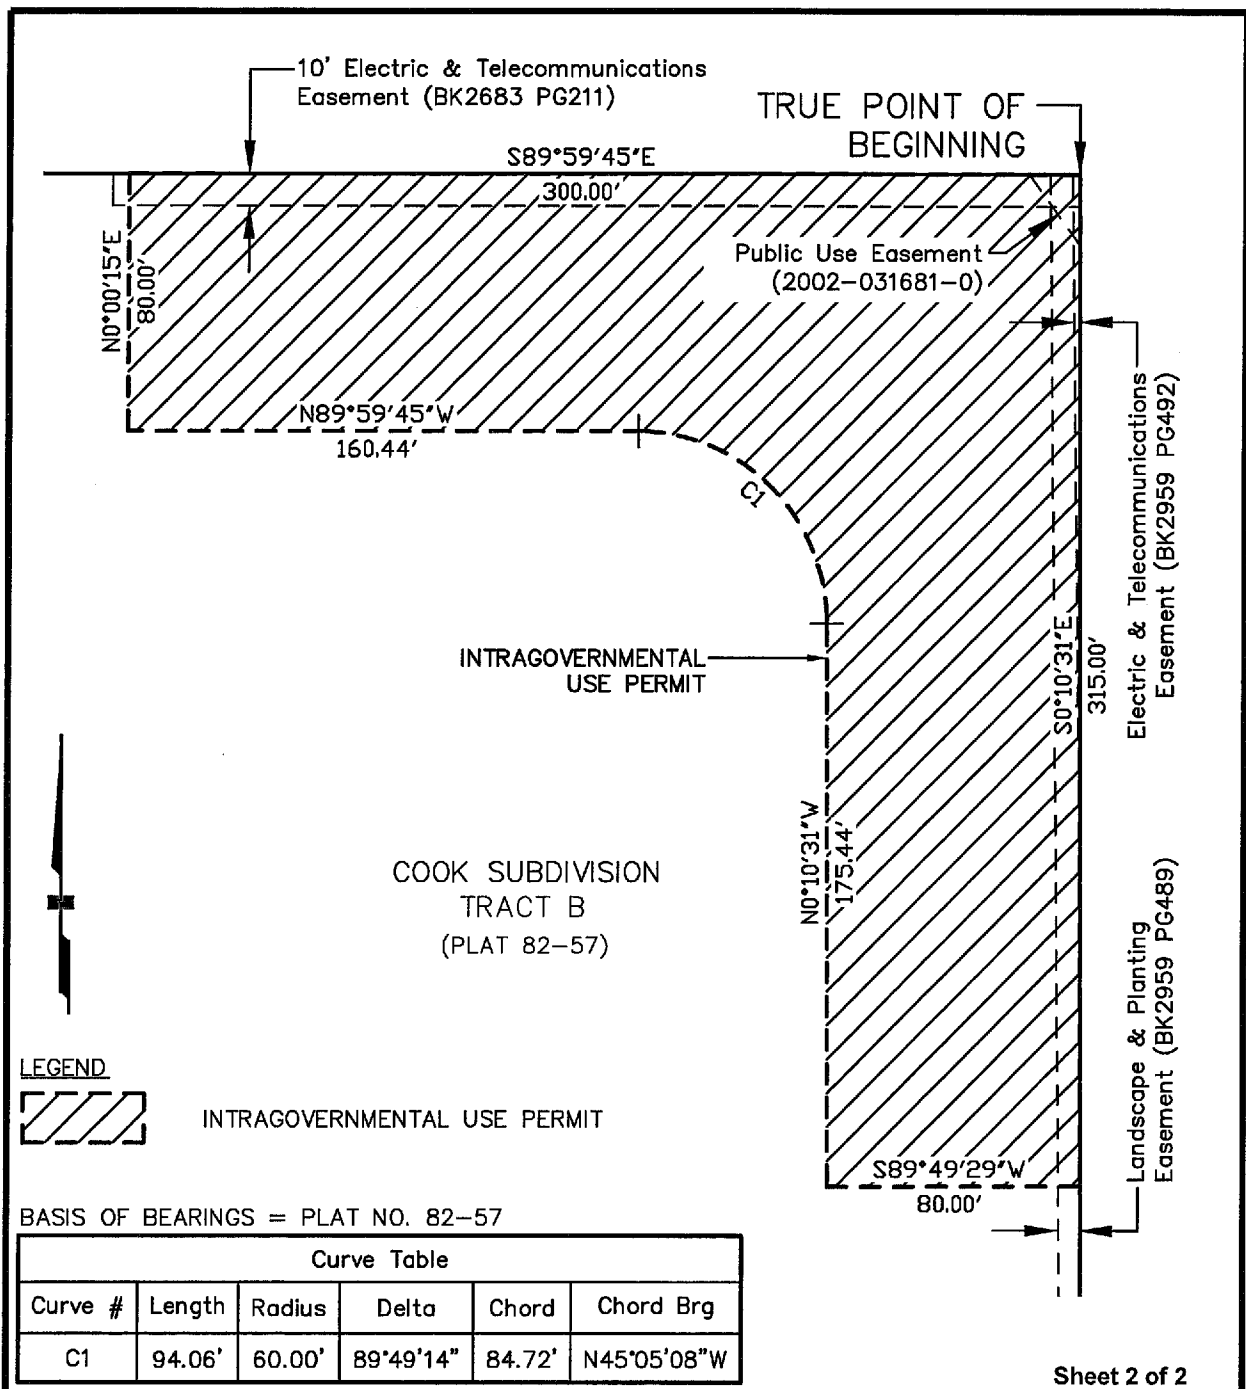 10' Electric & Telecommunications
Easement (BK2683 PG211)
TRUE POINT OF
BEGINNING
S89°59'45"E
300.00'
Public Use Easement
(2002-031681-0)
N0°00'15"E
80.00'
N89°59'45"W
160.44'
C1
Electric & Telecommunications
Easement (BK2959 PG492)
S0°10'31"E
315.00'
INTRAGOVERNMENTAL
USE PERMIT
N0°10'31"W
175.44'
COOK SUBDIVISION
TRACT B
(PLAT 82-57)
Landscape & Planting
Easement (BK2959 PG489)
LEGEND
INTRAGOVERNMENTAL USE PERMIT
S89°49'29"W
80.00'
BASIS OF BEARINGS = PLAT NO. 82-57
Curve Table
Curve # Length Radius Delta Chord Chord Brg
C1 94.06' 60.00' 89°49'14" 84.72' N45°05'08"W
Sheet 2 of 2